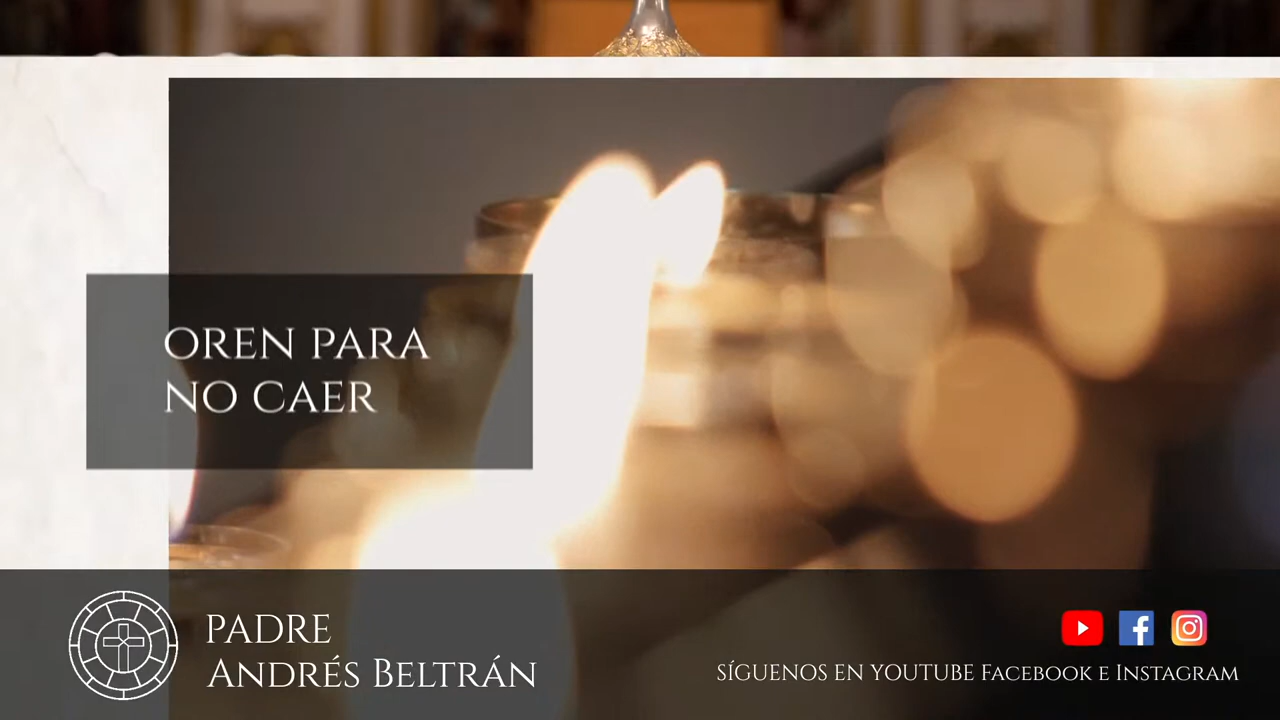 OREN PARA
NO CAER
PADRE
ANDRÉS BELTRÁN
SÍGUENOS EN YOUTUBE FACEBOOK E INSTAGRAM